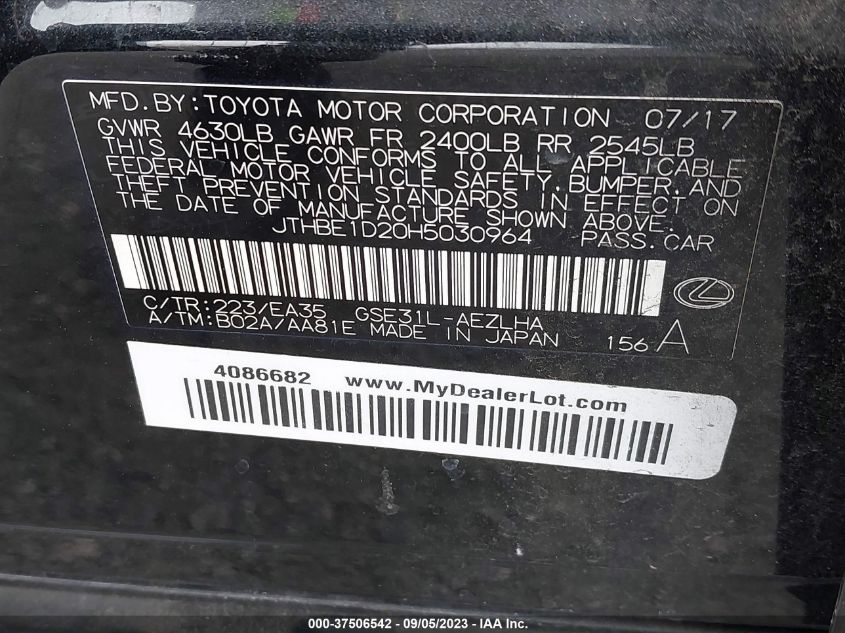 MFD. BY: TOYOTA MOTOR CORPORATION 07/17
GVWR 4630LB GAWR FR 2400LB RR 2545LB
THIS VEHICLE CONFORMS TO ALL APPLICABLE
FEDERAL MOTOR VEHICLE SAFETY, BUMPER, AND
THEFT PREVENTION STANDARDS IN EFFECT ON
THE DATE OF MANUFACTURE SHOWN ABOVE.
JTHBE1D20H5030964 PASS. CAR
C/TR: 223/EA35 GSE31L-AEZLHA
A/TM: B02A/AA81E MADE IN JAPAN 156 A
4086682 www.MyDealerLot.com
000-37506542 - 09/05/2023 - IAA Inc.